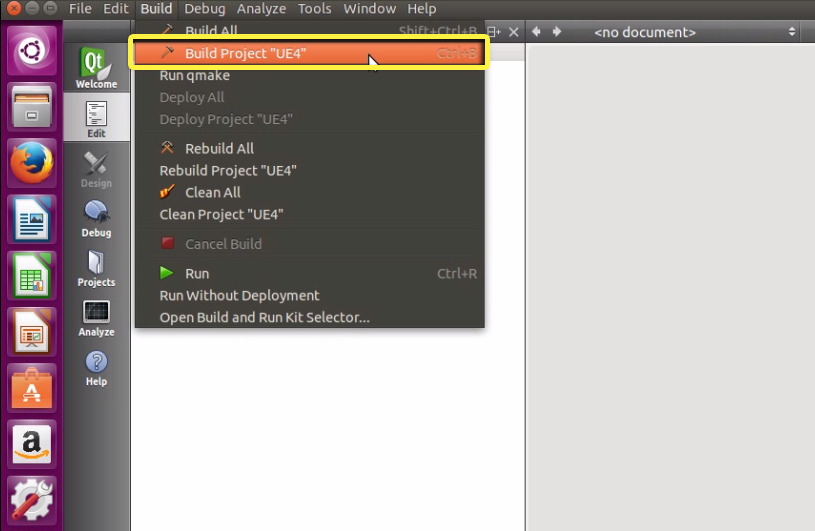 File Edit Build Debug Analyze Tools Window Help
Build All Shift+Ctrl+B
<no document>
Build Project "UE4" Ctrl+B
Qt
Welcome
Run qmake
Deploy All
Deploy Project "UE4"
Edit
Rebuild All
Rebuild Project "UE4"
Design
Clean All
Clean Project "UE4"
Debug
Cancel Build
Run Ctrl+R
Projects
Run Without Deployment
Open Build and Run Kit Selector...
Analyze
Help
A
a